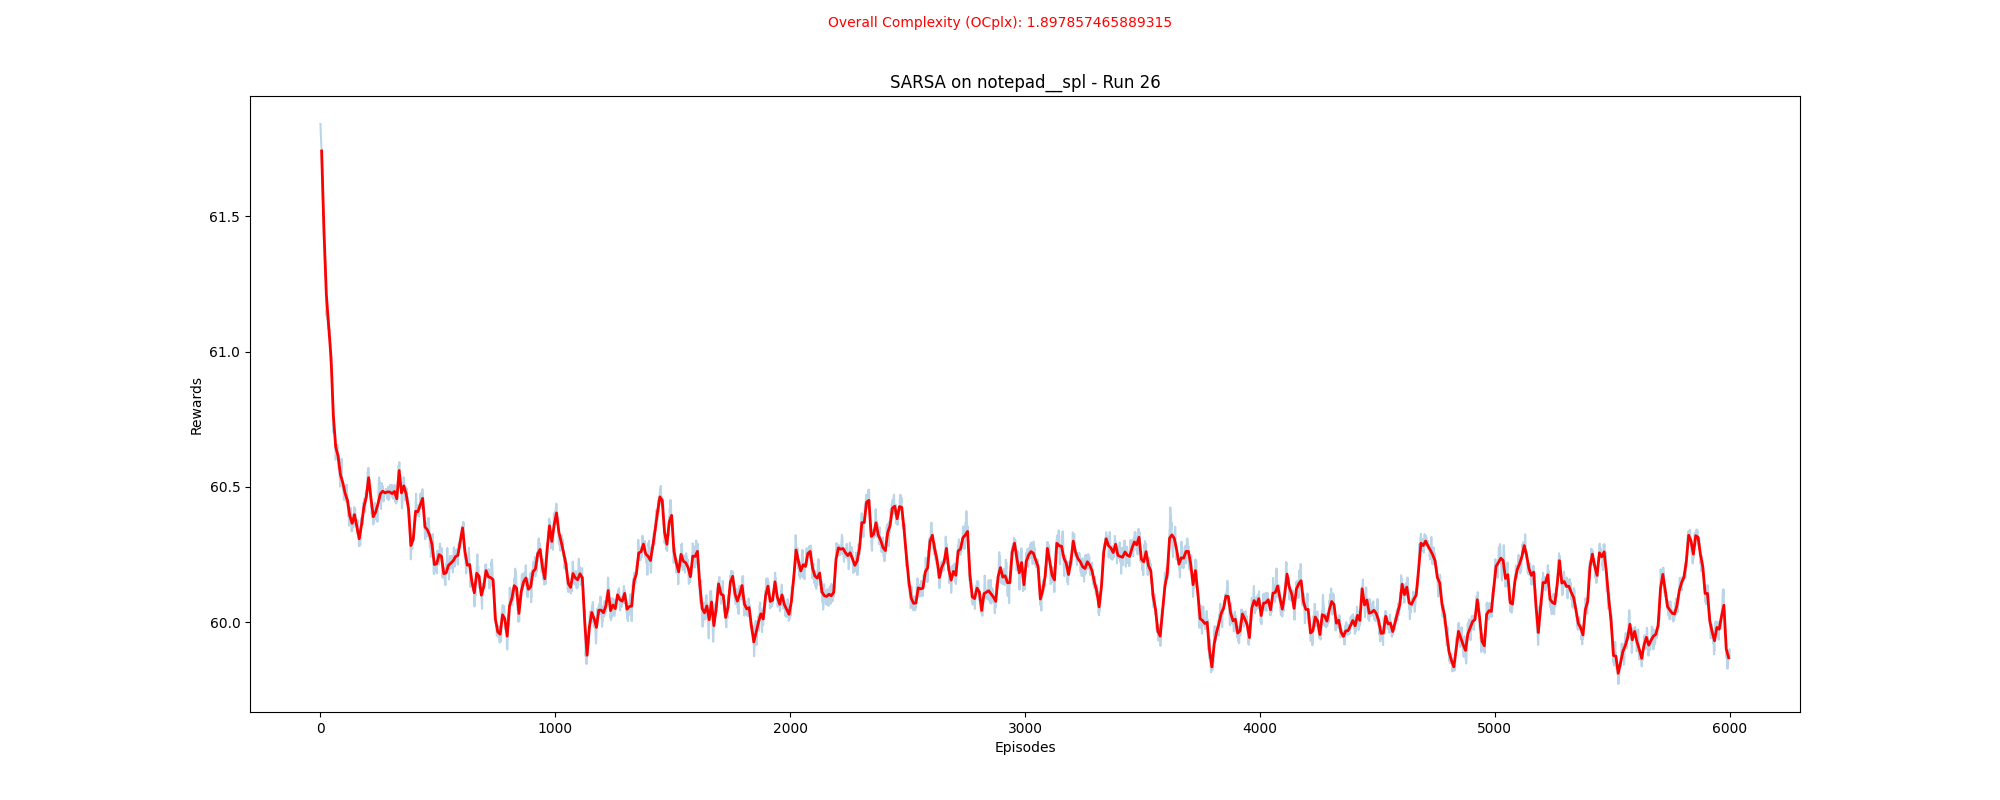 Overall Complexity (OCplx): 1.897857465889315
SARSA on notepad__spl - Run 26
Rewards
61.5
61.0
60.5
60.0
0 1000 2000 3000 4000 5000 6000
Episodes